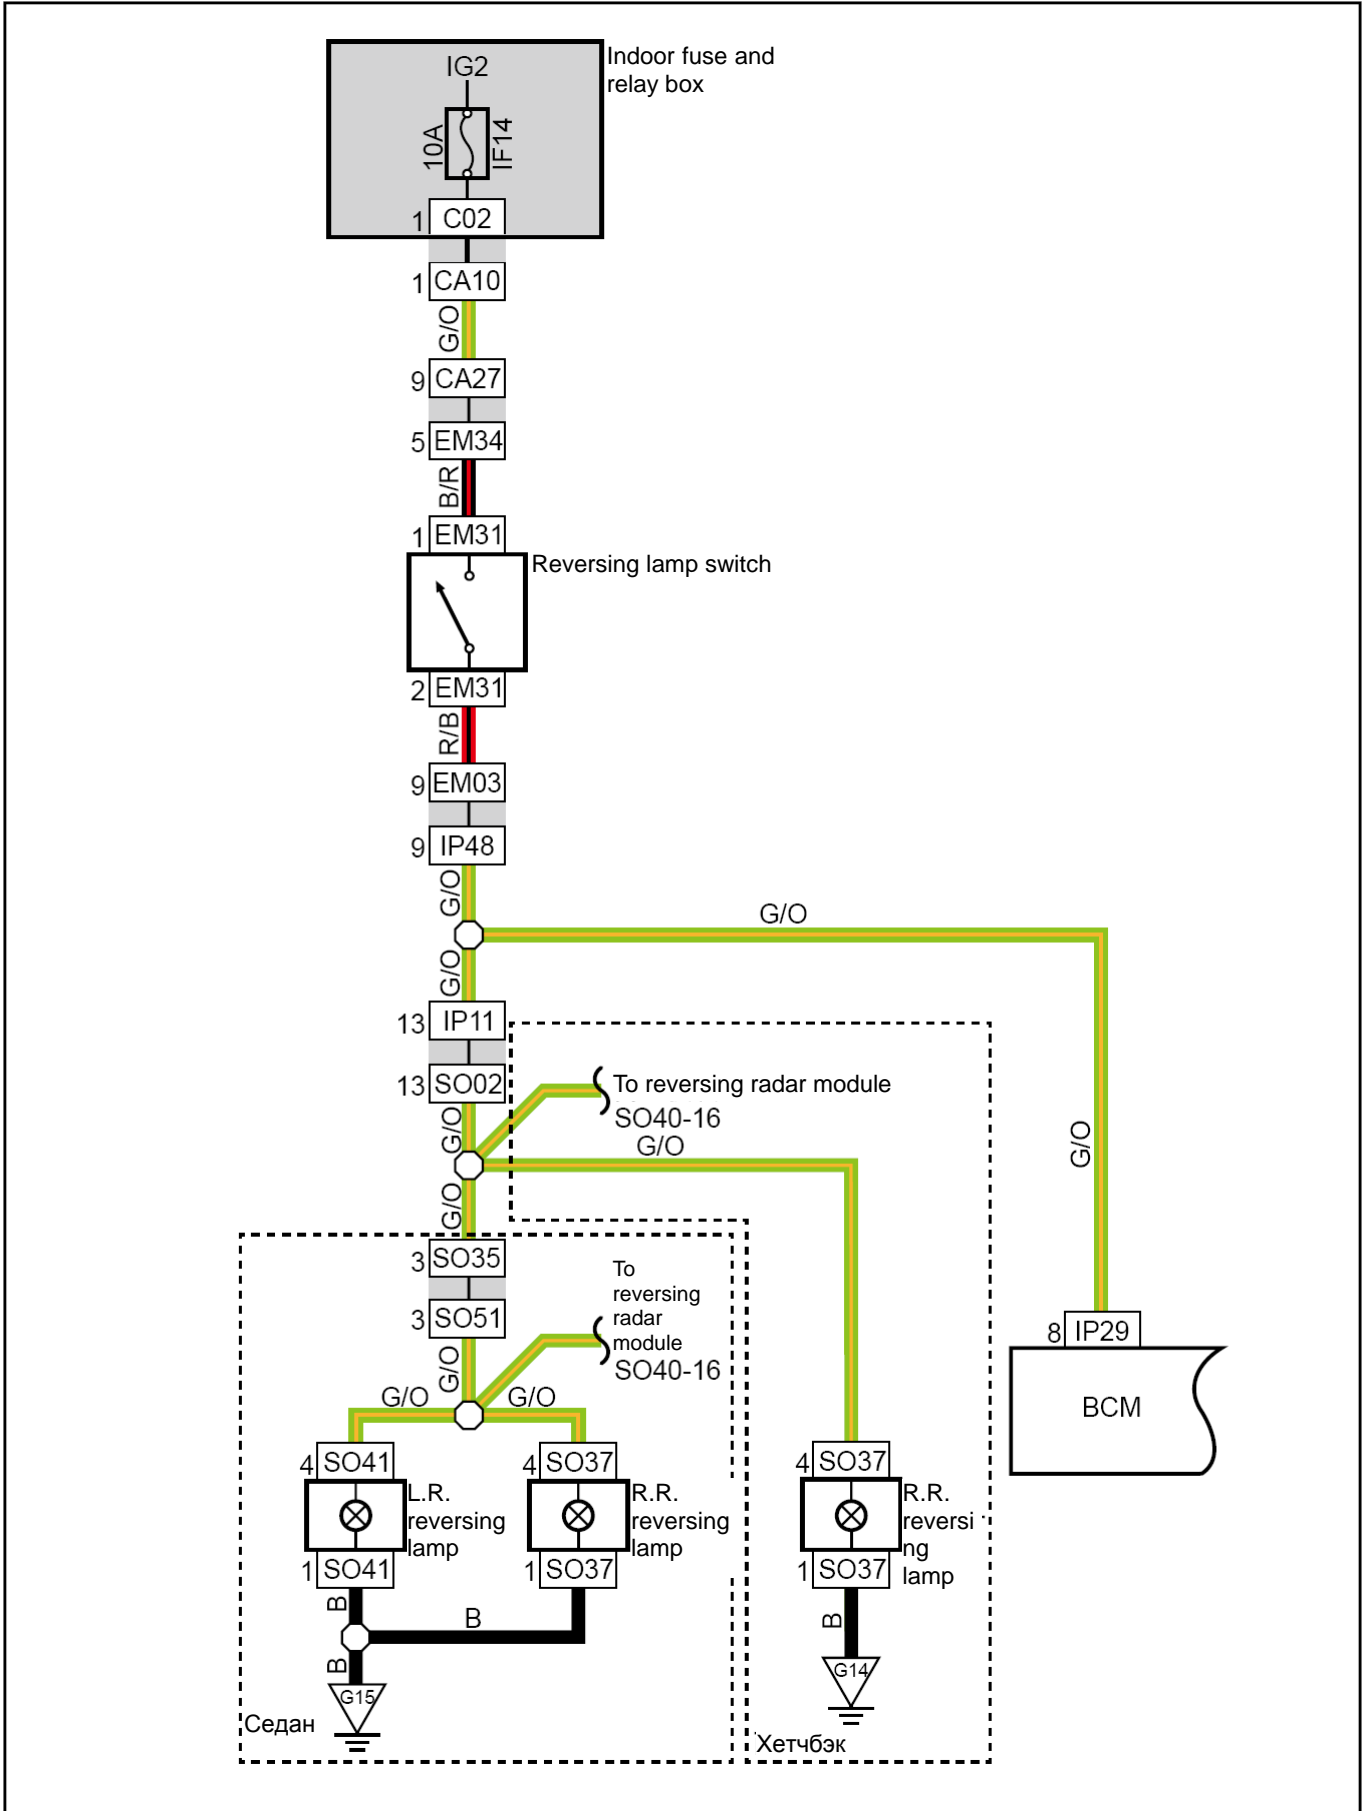 Indoor fuse and
relay box
IG2
10A
IF14
1 C02
1 CA10
G/O
9 CA27
5 EM34
B/R
1 EM31
Reversing lamp switch
2 EM31
R/B
9 EM03
9 IP48
G/O
G/O
G/O
13 IP11
13 SO02
To reversing radar module
SO40-16
G/O
G/O
G/O
G/O
3 SO35
3 SO51
To
reversing
radar
module
SO40-16
G/O
G/O
G/O
8 IP29
BCM
4 SO41
4 SO37
4 SO37
L.R.
reversing
lamp
R.R.
reversing
lamp
R.R.
reversi
ng
lamp
1 SO41
1 SO37
1 SO37
B
B
B
B
G15
G14
Седан
Хетчбэк